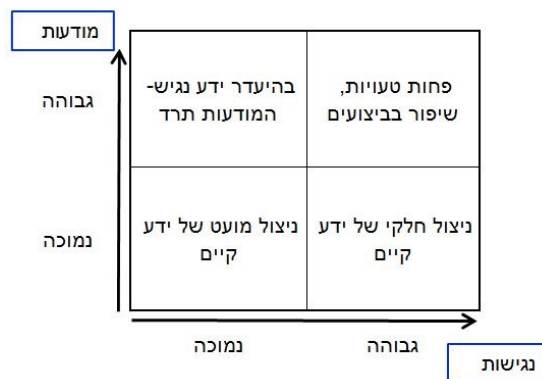 מודעות
גבוהה
בהיעדר ידע נגיש-
המודעות תרד
פחות טעויות,
שיפור בביצועים
נמוכה
ניצול מועט של ידע
קיים
ניצול חלקי של ידע
קיים
נמוכה
גבוהה
נגישות